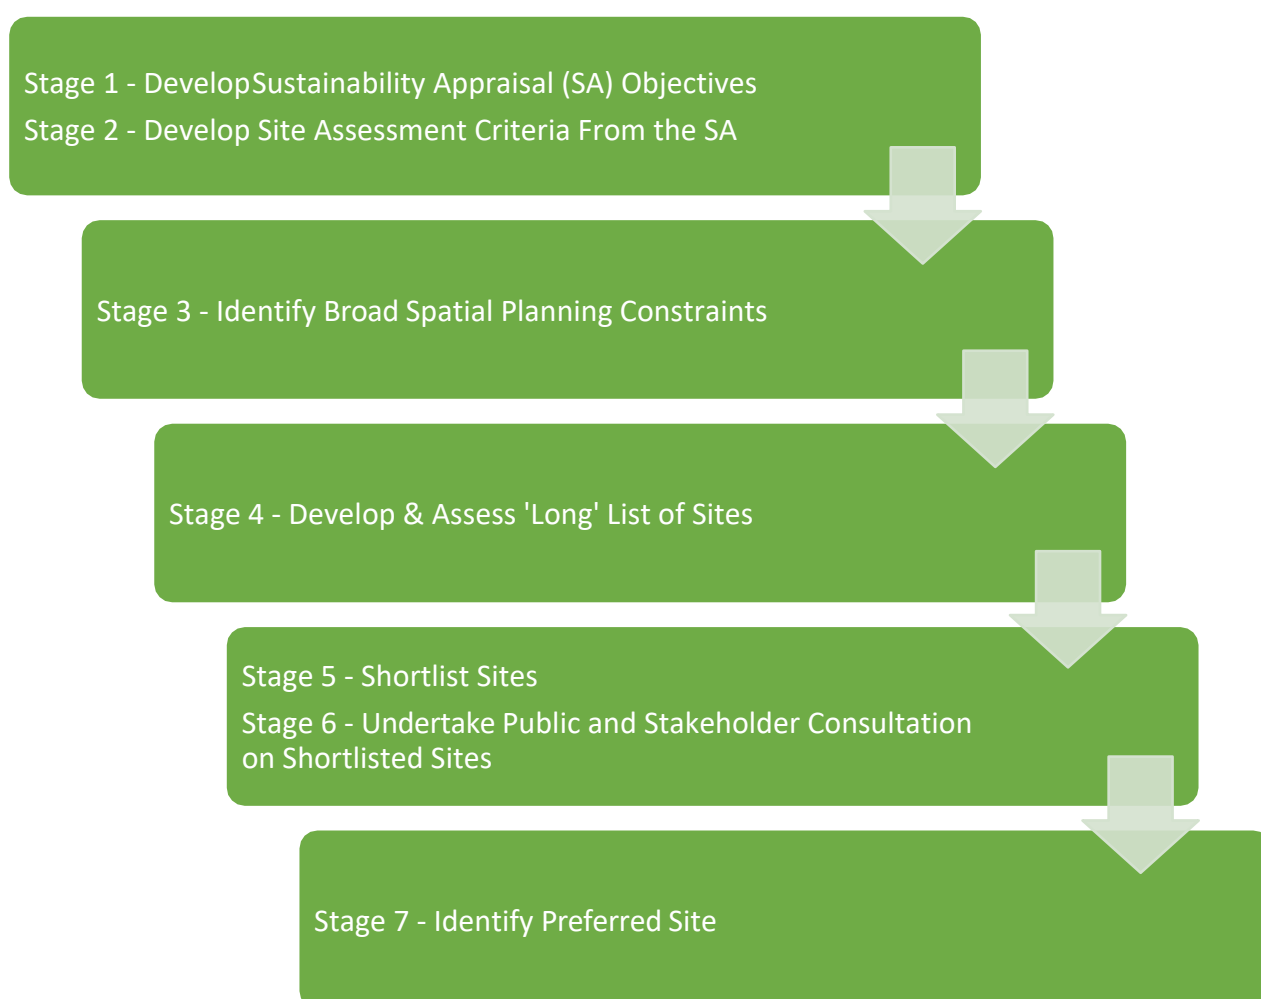 Stage 1 - Develop Sustainability Appraisal (SA) Objectives
Stage 2 - Develop Site Assessment Criteria From the SA
Stage 3 - Identify Broad Spatial Planning Constraints
Stage 4 - Develop & Assess 'Long' List of Sites
Stage 5 - Shortlist Sites
Stage 6 - Undertake Public and Stakeholder Consultation
on Shortlisted Sites
Stage 7 - Identify Preferred Site